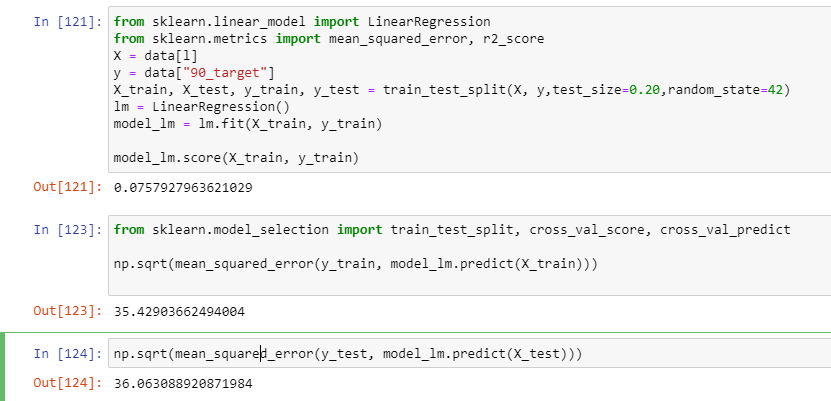 In [121]: from sklearn.linear_model import LinearRegression
from sklearn.metrics import mean_squared_error, r2_score
X = data[l]
y = data["90_target"]
X_train, X_test, y_train, y_test = train_test_split(X, y,test_size=0.20,random_state=42)
lm = LinearRegression()
model_lm = lm.fit(X_train, y_train)
model_lm.score(X_train, y_train)
Out[121]: 0.0757927963621029
In [123]: from sklearn.model_selection import train_test_split, cross_val_score, cross_val_predict
np.sqrt(mean_squared_error(y_train, model_lm.predict(X_train)))
Out[123]: 35.42903662494004
In [124]: np.sqrt(mean_squared_error(y_test, model_lm.predict(X_test)))
Out[124]: 36.063088920871984